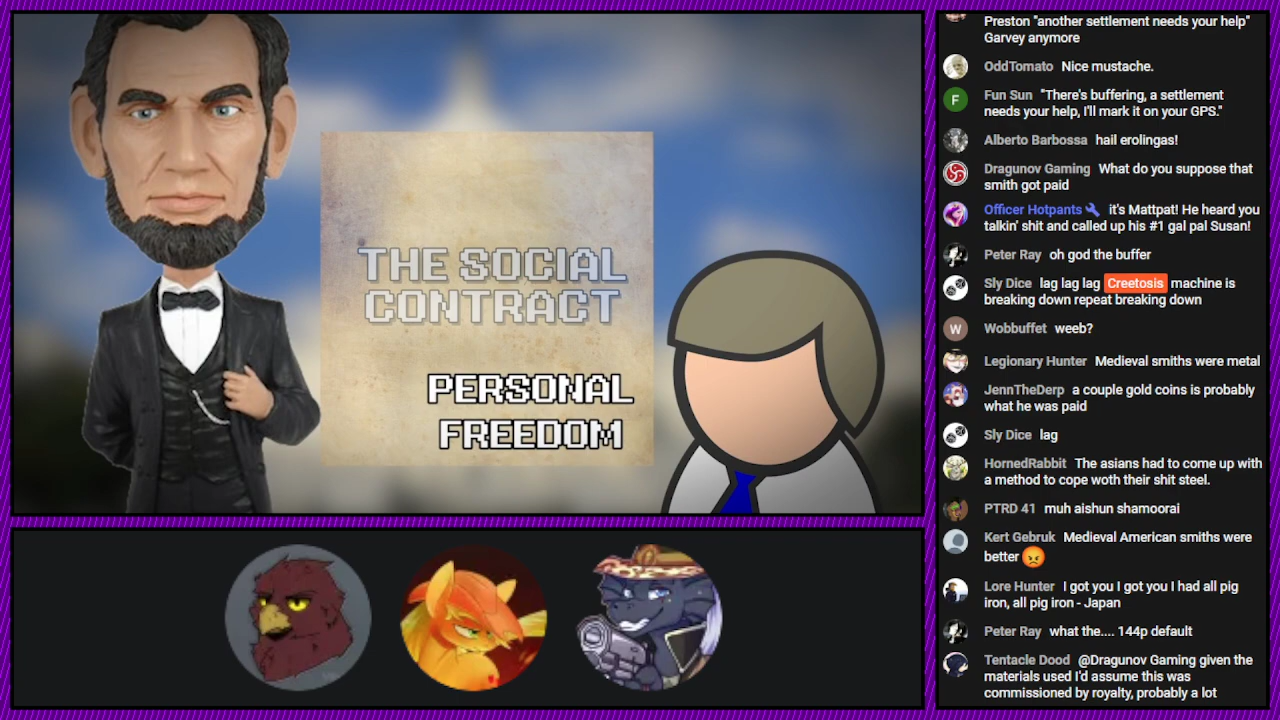 THE SOCIAL
CONTRACT
PERSONAL
FREEDOM
Preston "another settlement needs your help"
Garvey anymore
OddTomato Nice mustache.
F
Fun Sun "There's buffering, a settlement
needs your help, I'll mark it on your GPS."
Alberto Barbossa hail erolingas!
Dragunov Gaming What do you suppose that
smith got paid
Officer Hotpants it's Mattpat! He heard you
talkin' shit and called up his #1 gal pal Susan!
Peter Ray oh god the buffer
Sly Dice lag lag lag Creetosis machine is
breaking down repeat breaking down
W
Wobbuffet weeb?
Legionary Hunter Medieval smiths were metal
JennTheDerp a couple gold coins is probably
what he was paid
Sly Dice lag
HornedRabbit The asians had to come up with
a method to cope woth their shit steel.
PTRD 41 muh aishun shamoorai
Kert Gebruk Medieval American smiths were
better 😡
Lore Hunter I got you I got you I had all pig
iron, all pig iron - Japan
Peter Ray what the.... 144p default
Tentacle Dood @Dragunov Gaming given the
materials used I'd assume this was
commissioned by royalty, probably a lot